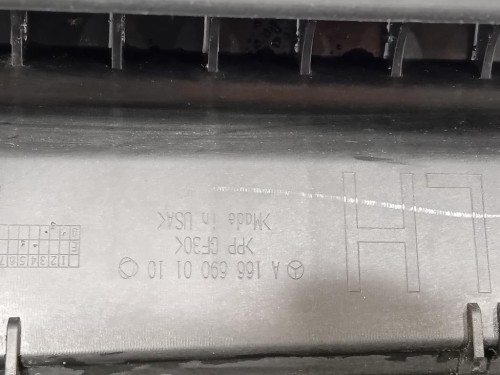 A 166 690 01 10
>PP GF30<
>Made in USA<
LH